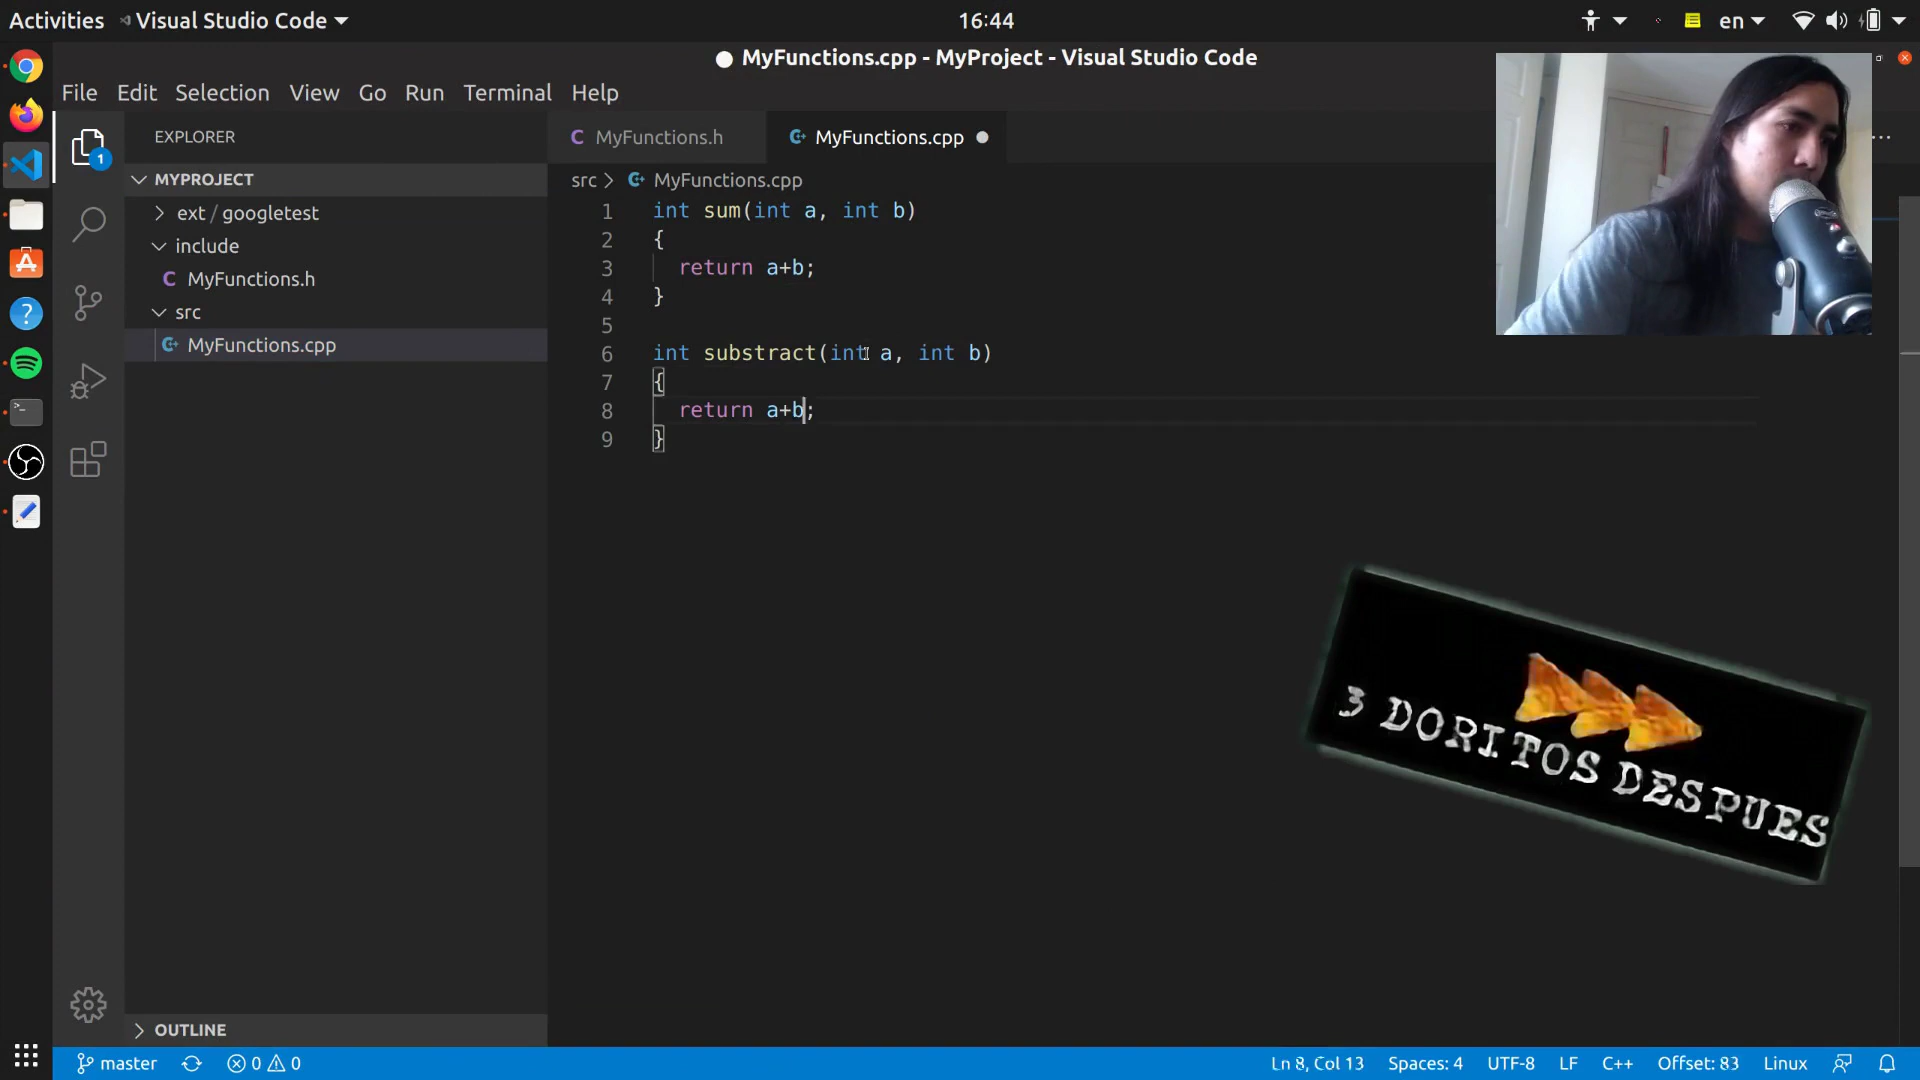 Activities
Visual Studio Code
16:44
en
● MyFunctions.cpp - MyProject - Visual Studio Code
File Edit Selection View Go Run Terminal Help
EXPLORER
MyFunctions.h
MyFunctions.cpp
MYPROJECT
src > MyFunctions.cpp
ext / googletest
include
MyFunctions.h
src
MyFunctions.cpp
1 int sum(int a, int b)
2 {
3 return a+b;
4 }
5
6 int substract(int a, int b)
7 {
8 return a+b;
9 }
1
3 DORITOS DESPUES
OUTLINE
master
0 0
Ln 8, Col 13
Spaces: 4
UTF-8
LF
C++
Offset: 83
Linux